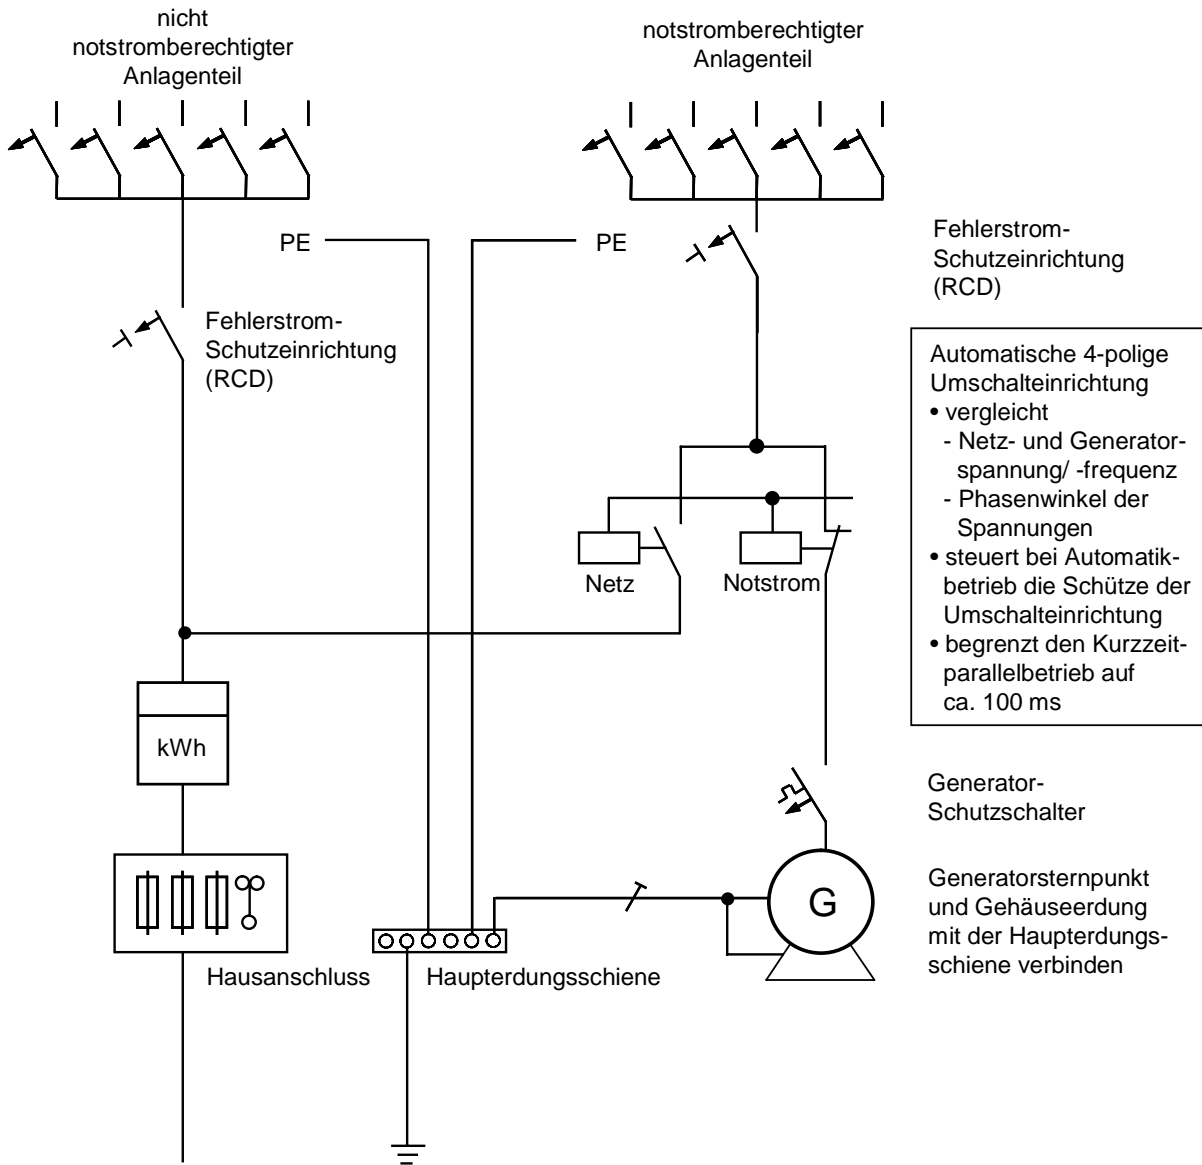 nicht
notstromberechtigter
Anlagenteil
notstromberechtigter
Anlagenteil
PE
PE
Fehlerstrom-
Schutzeinrichtung
(RCD)
Fehlerstrom-
Schutzeinrichtung
(RCD)
Automatische 4-polige
Umschalteinrichtung
• vergleicht
- Netz- und Generator-
spannung/ -frequenz
- Phasenwinkel der
Spannungen
• steuert bei Automatik-
betrieb die Schütze der
Umschalteinrichtung
• begrenzt den Kurzzeit-
parallelbetrieb auf
ca. 100 ms
Netz
Notstrom
kWh
Generator-
Schutzschalter
G
Generatorsternpunkt
und Gehäuseerdung
mit der Haupterdungs-
schiene verbinden
Hausanschluss
Haupterdungsschiene